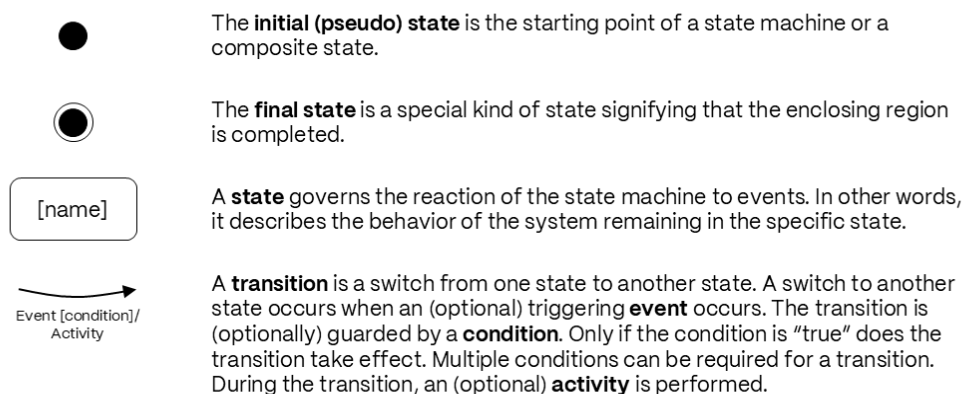 The initial (pseudo) state is the starting point of a state machine or a
composite state.
The final state is a special kind of state signifying that the enclosing region
is completed.
[name]
A state governs the reaction of the state machine to events. In other words,
it describes the behavior of the system remaining in the specific state.
Event [condition]/
Activity
A transition is a switch from one state to another state. A switch to another
state occurs when an (optional) triggering event occurs. The transition is
(optionally) guarded by a condition. Only if the condition is “true” does the
transition take effect. Multiple conditions can be required for a transition.
During the transition, an (optional) activity is performed.